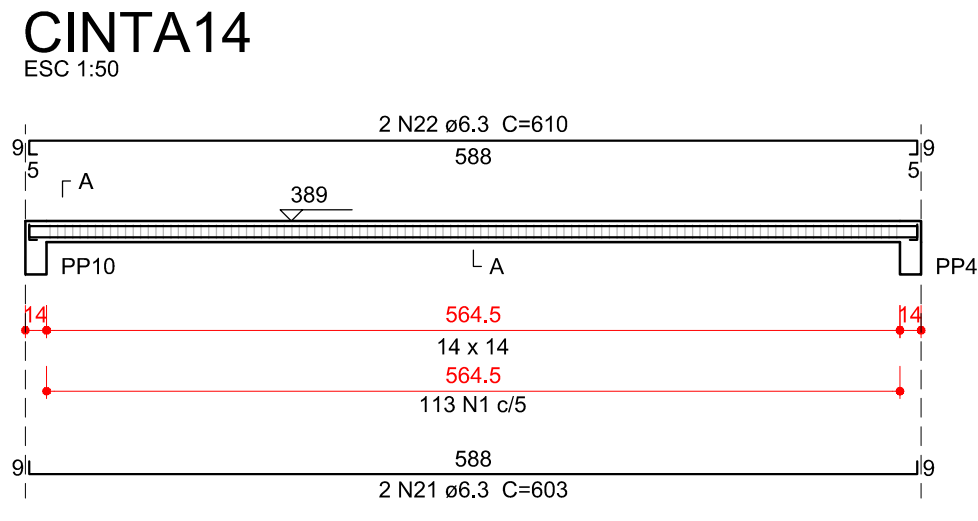 CINTA14
ESC 1:50
2 N22 ø6.3 C=610
9 588 9
5 5
A
389
PP10 A PP4
14 564.5 14
14 x 14
564.5
113 N1 c/5
9 588 9
2 N21 ø6.3 C=603